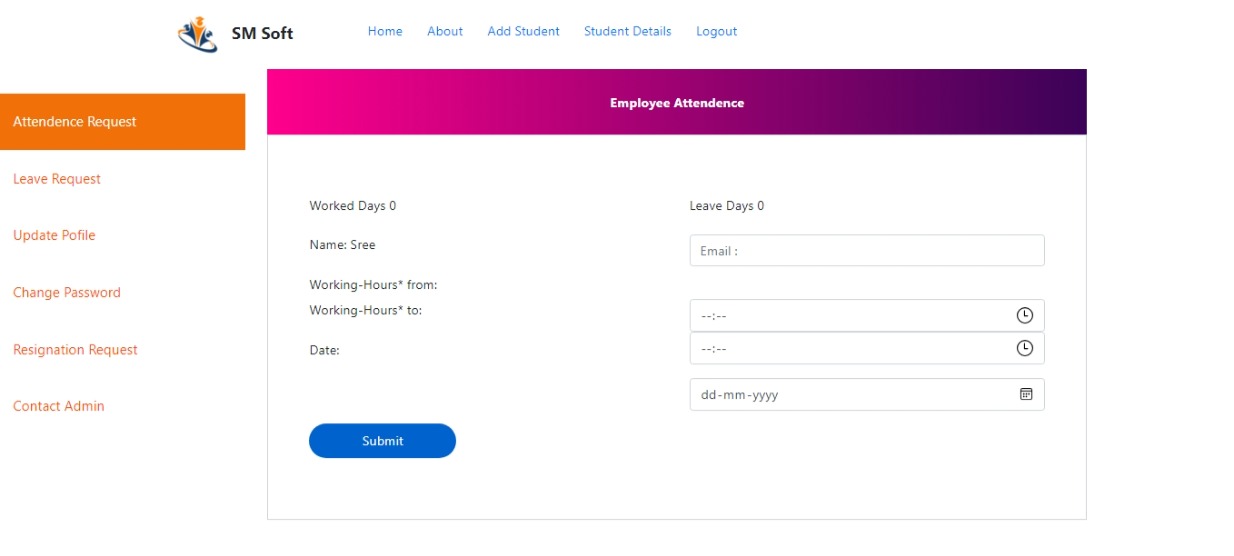 SM Soft
Home About Add Student Student Details Logout
Employee Attendence
Attendence Request
Leave Request
Update Pofile
Change Password
Resignation Request
Contact Admin
Worked Days 0 Leave Days 0
Name: Sree Email :
Working-Hours* from:
Working-Hours* to: --:--
--:--
Date:
dd-mm-yyyy
Submit